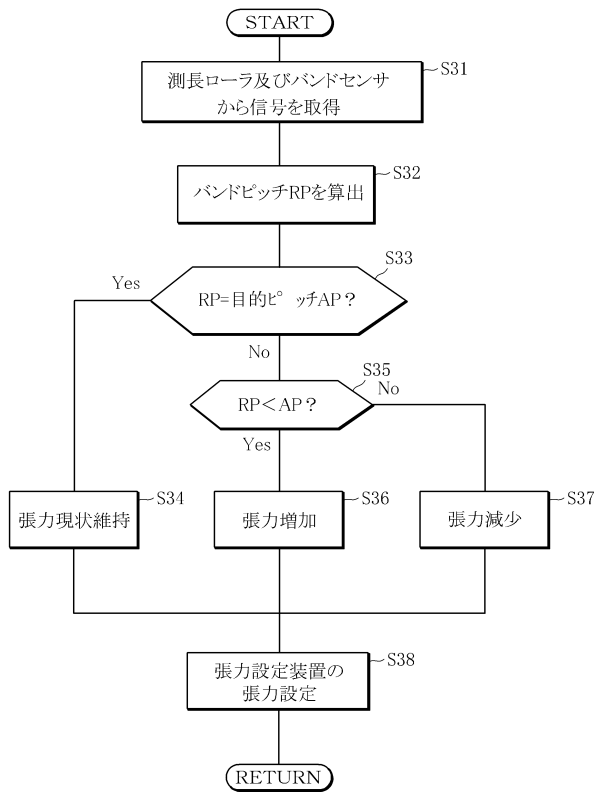 START
測長ローラ及びバンドセンサ
から信号を取得
S31
バンドピッチRPを算出
S32
S33
Yes
RP=目的ピッチAP？
No
S35
RP＜AP？
No
Yes
張力現状維持
S34
張力増加
S36
張力減少
S37
張力設定装置の
張力設定
S38
RETURN